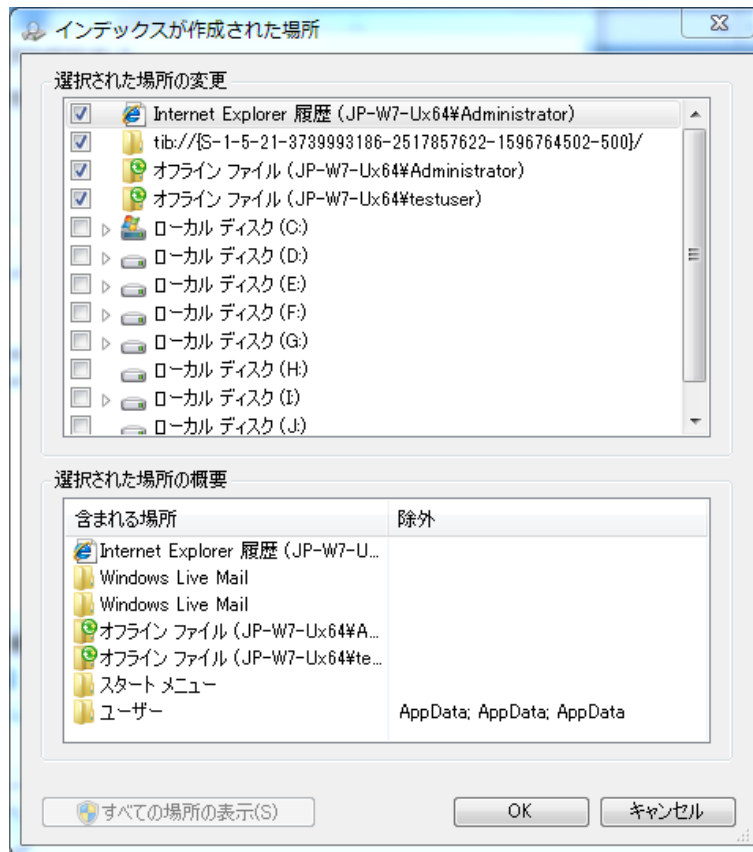 インデックスが作成された場所
選択された場所の変更
Internet Explorer 履歴 (JP-W7-Ux64¥Administrator)
tib://{S-1-5-21-3739993186-2517857622-1596764502-500}/
オフライン ファイル (JP-W7-Ux64¥Administrator)
オフライン ファイル (JP-W7-Ux64¥testuser)
ローカル ディスク (C:)
ローカル ディスク (D:)
ローカル ディスク (E:)
ローカル ディスク (F:)
ローカル ディスク (G:)
ローカル ディスク (H:)
ローカル ディスク (I:)
ローカル ディスク (J:)
選択された場所の概要
含まれる場所 除外
Internet Explorer 履歴 (JP-W7-U...
Windows Live Mail
Windows Live Mail
オフライン ファイル (JP-W7-Ux64¥A...
オフライン ファイル (JP-W7-Ux64¥te...
スタート メニュー
ユーザー AppData; AppData; AppData
すべての場所の表示(S) OK キャンセル